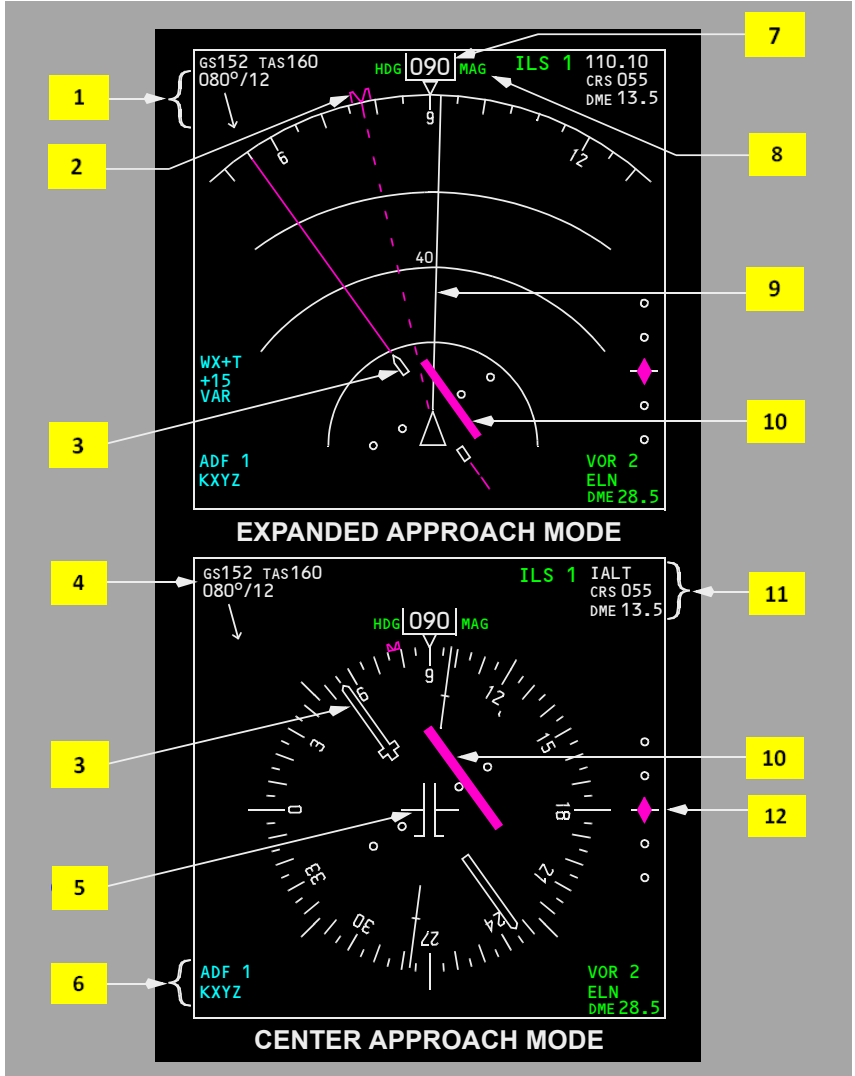 7
GS152 TAS160
080º/12
HDG 090 MAG
ILS 1 110.10
CRS 055
DME 13.5
1
2
8
6
9
12
40
9
WX+T
+15
VAR
3
10
ADF 1
KXYZ
VOR 2
ELN
DME 28.5
EXPANDED APPROACH MODE
4
GS152 TAS160
080º/12
ILS 1 IALT
CRS 055
DME 13.5
11
HDG 090 MAG
3
6
9
12
15
3
10
0
18
12
5
33
21
30
27
24
6
ADF 1
KXYZ
VOR 2
ELN
DME 28.5
CENTER APPROACH MODE